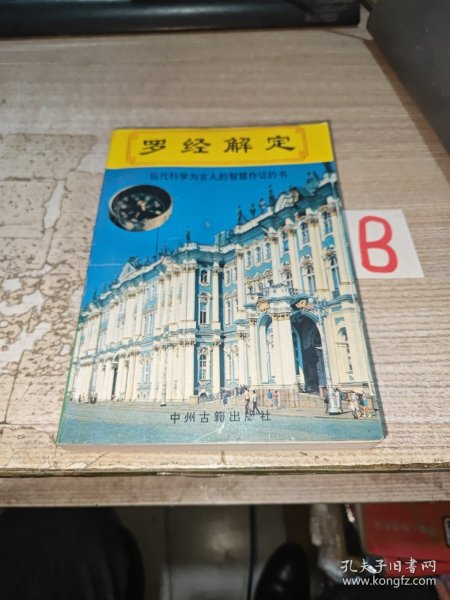 罗经解定
现代科学为古人的智慧作证的书
B
中州古籍出版社
孔夫子旧书网
www.kongfz.com